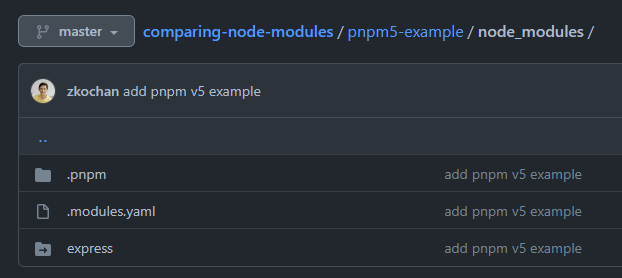 master comparing-node-modules / pnpm5-example / node_modules /
zkochan add pnpm v5 example
..
.pnpm add pnpm v5 example
.modules.yaml add pnpm v5 example
express add pnpm v5 example